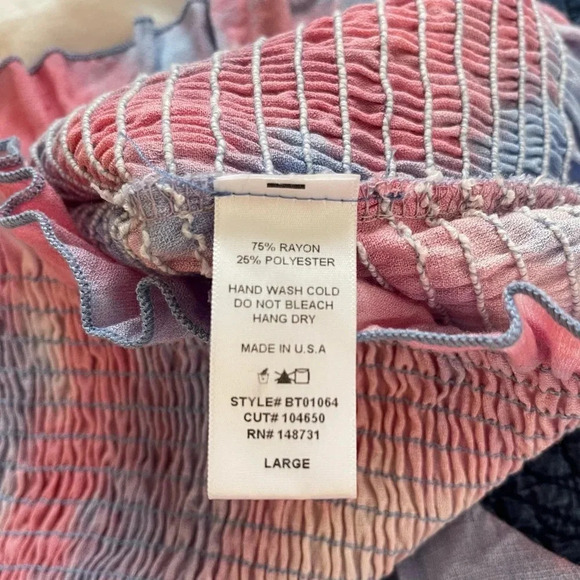 75% RAYON
25% POLYESTER
HAND WASH COLD
DO NOT BLEACH
HANG DRY
MADE IN U.S.A
STYLE# BT01064
CUT# 104650
RN# 148731
LARGE